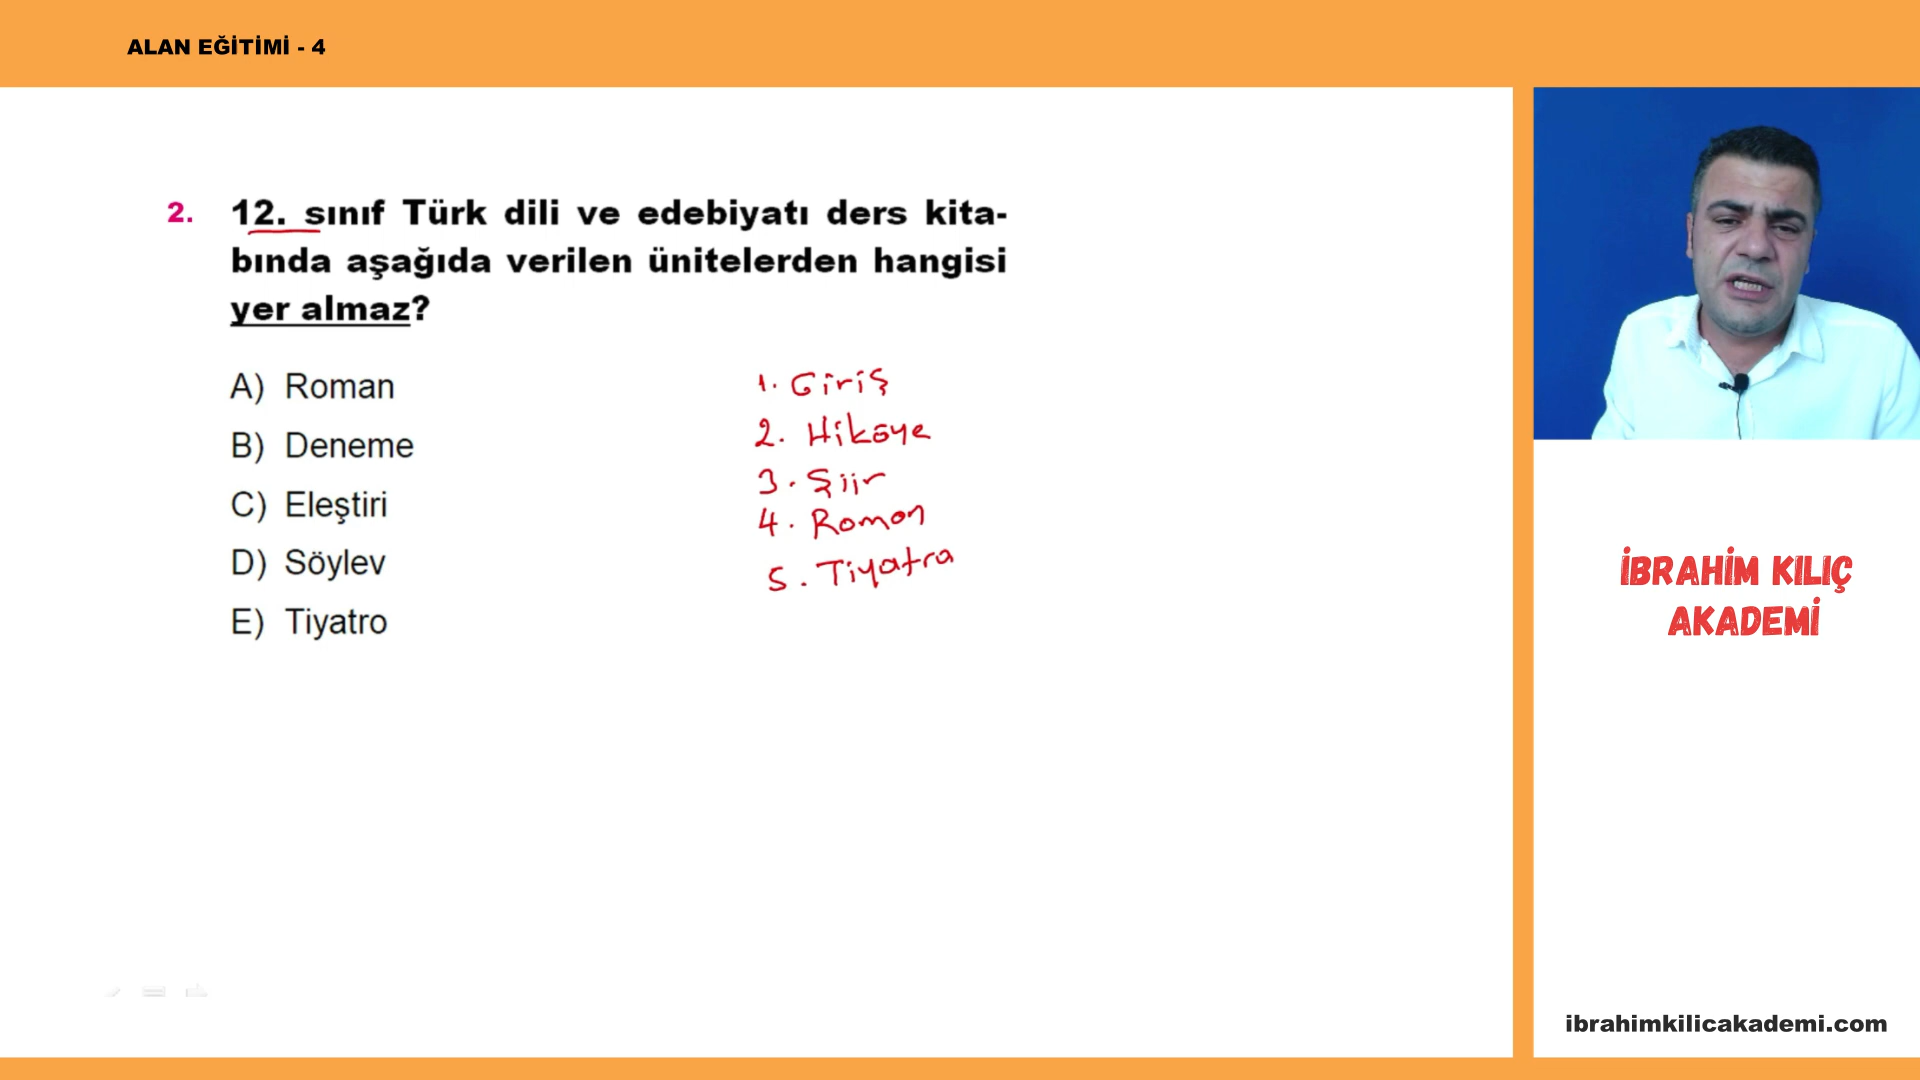 ALAN EĞİTİMİ - 4
2. 12. sınıf Türk dili ve edebiyatı ders kita-
bında aşağıda verilen ünitelerden hangisi
yer almaz?
A) Roman
B) Deneme
C) Eleştiri
D) Söylev
E) Tiyatro
1. Giriş
2. Hikaye
3. Şiir
4. Roman
5. Tiyatro
İBRAHİM KILIÇ
AKADEMİ
ibrahimkilicakademi.com